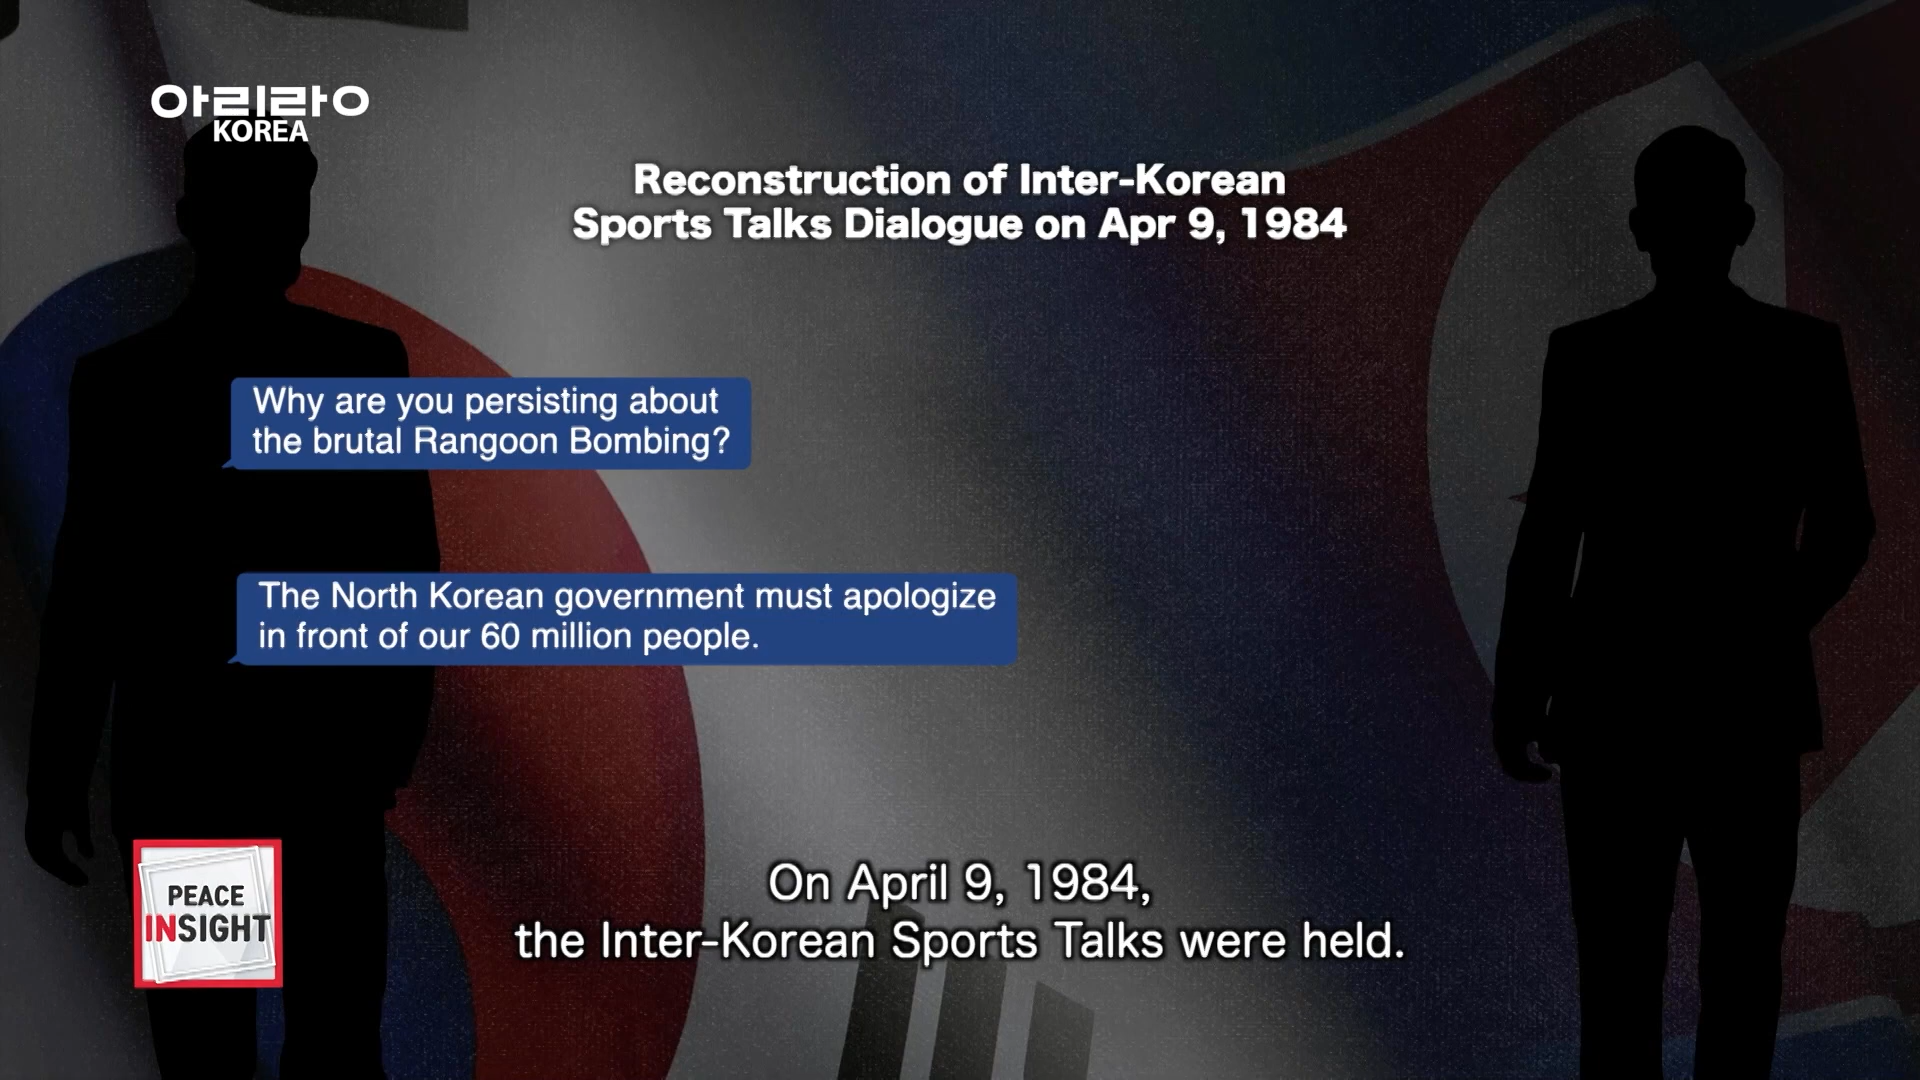 아리랑
KOREA
Reconstruction of Inter-Korean
Sports Talks Dialogue on Apr 9, 1984
Why are you persisting about
the brutal Rangoon Bombing?
The North Korean government must apologize
in front of our 60 million people.
PEACE
INSIGHT
On April 9, 1984,
the Inter-Korean Sports Talks were held.